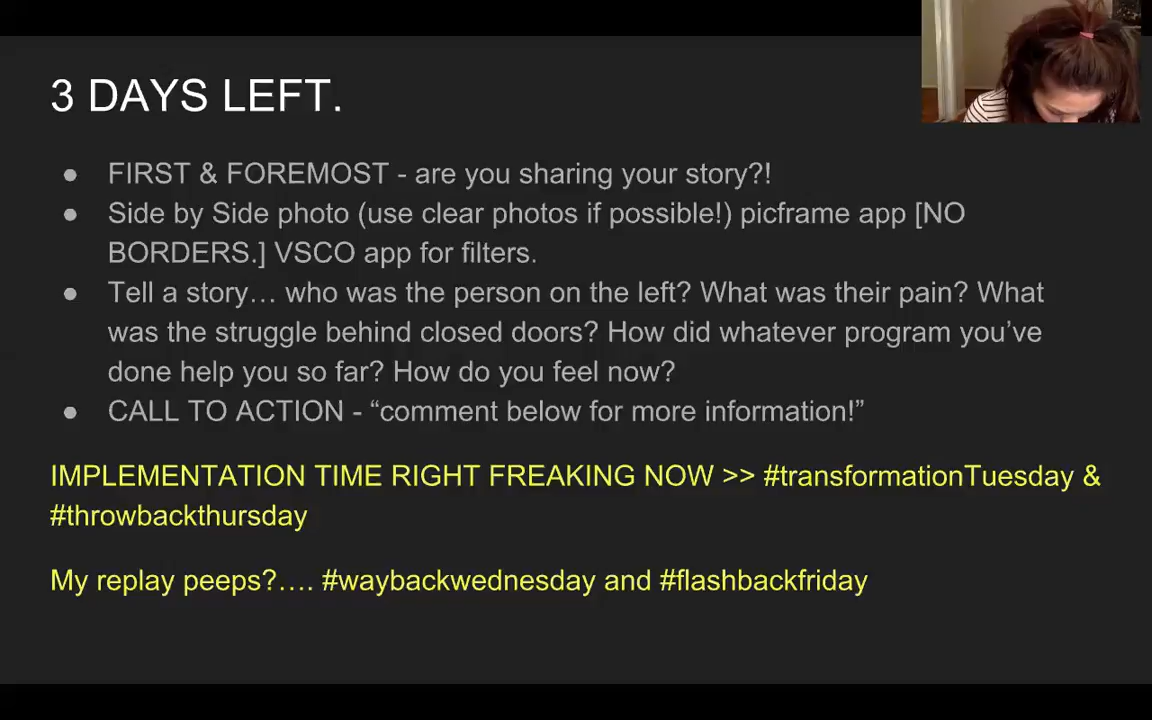 3 DAYS LEFT.
● FIRST & FOREMOST - are you sharing your story?!
● Side by Side photo (use clear photos if possible!) picframe app [NO
BORDERS.] VSCO app for filters.
● Tell a story… who was the person on the left? What was their pain? What
was the struggle behind closed doors? How did whatever program you’ve
done help you so far? How do you feel now?
● CALL TO ACTION - “comment below for more information!”
IMPLEMENTATION TIME RIGHT FREAKING NOW >> #transformationTuesday &
#throwbackthursday
My replay peeps?…. #waybackwednesday and #flashbackfriday